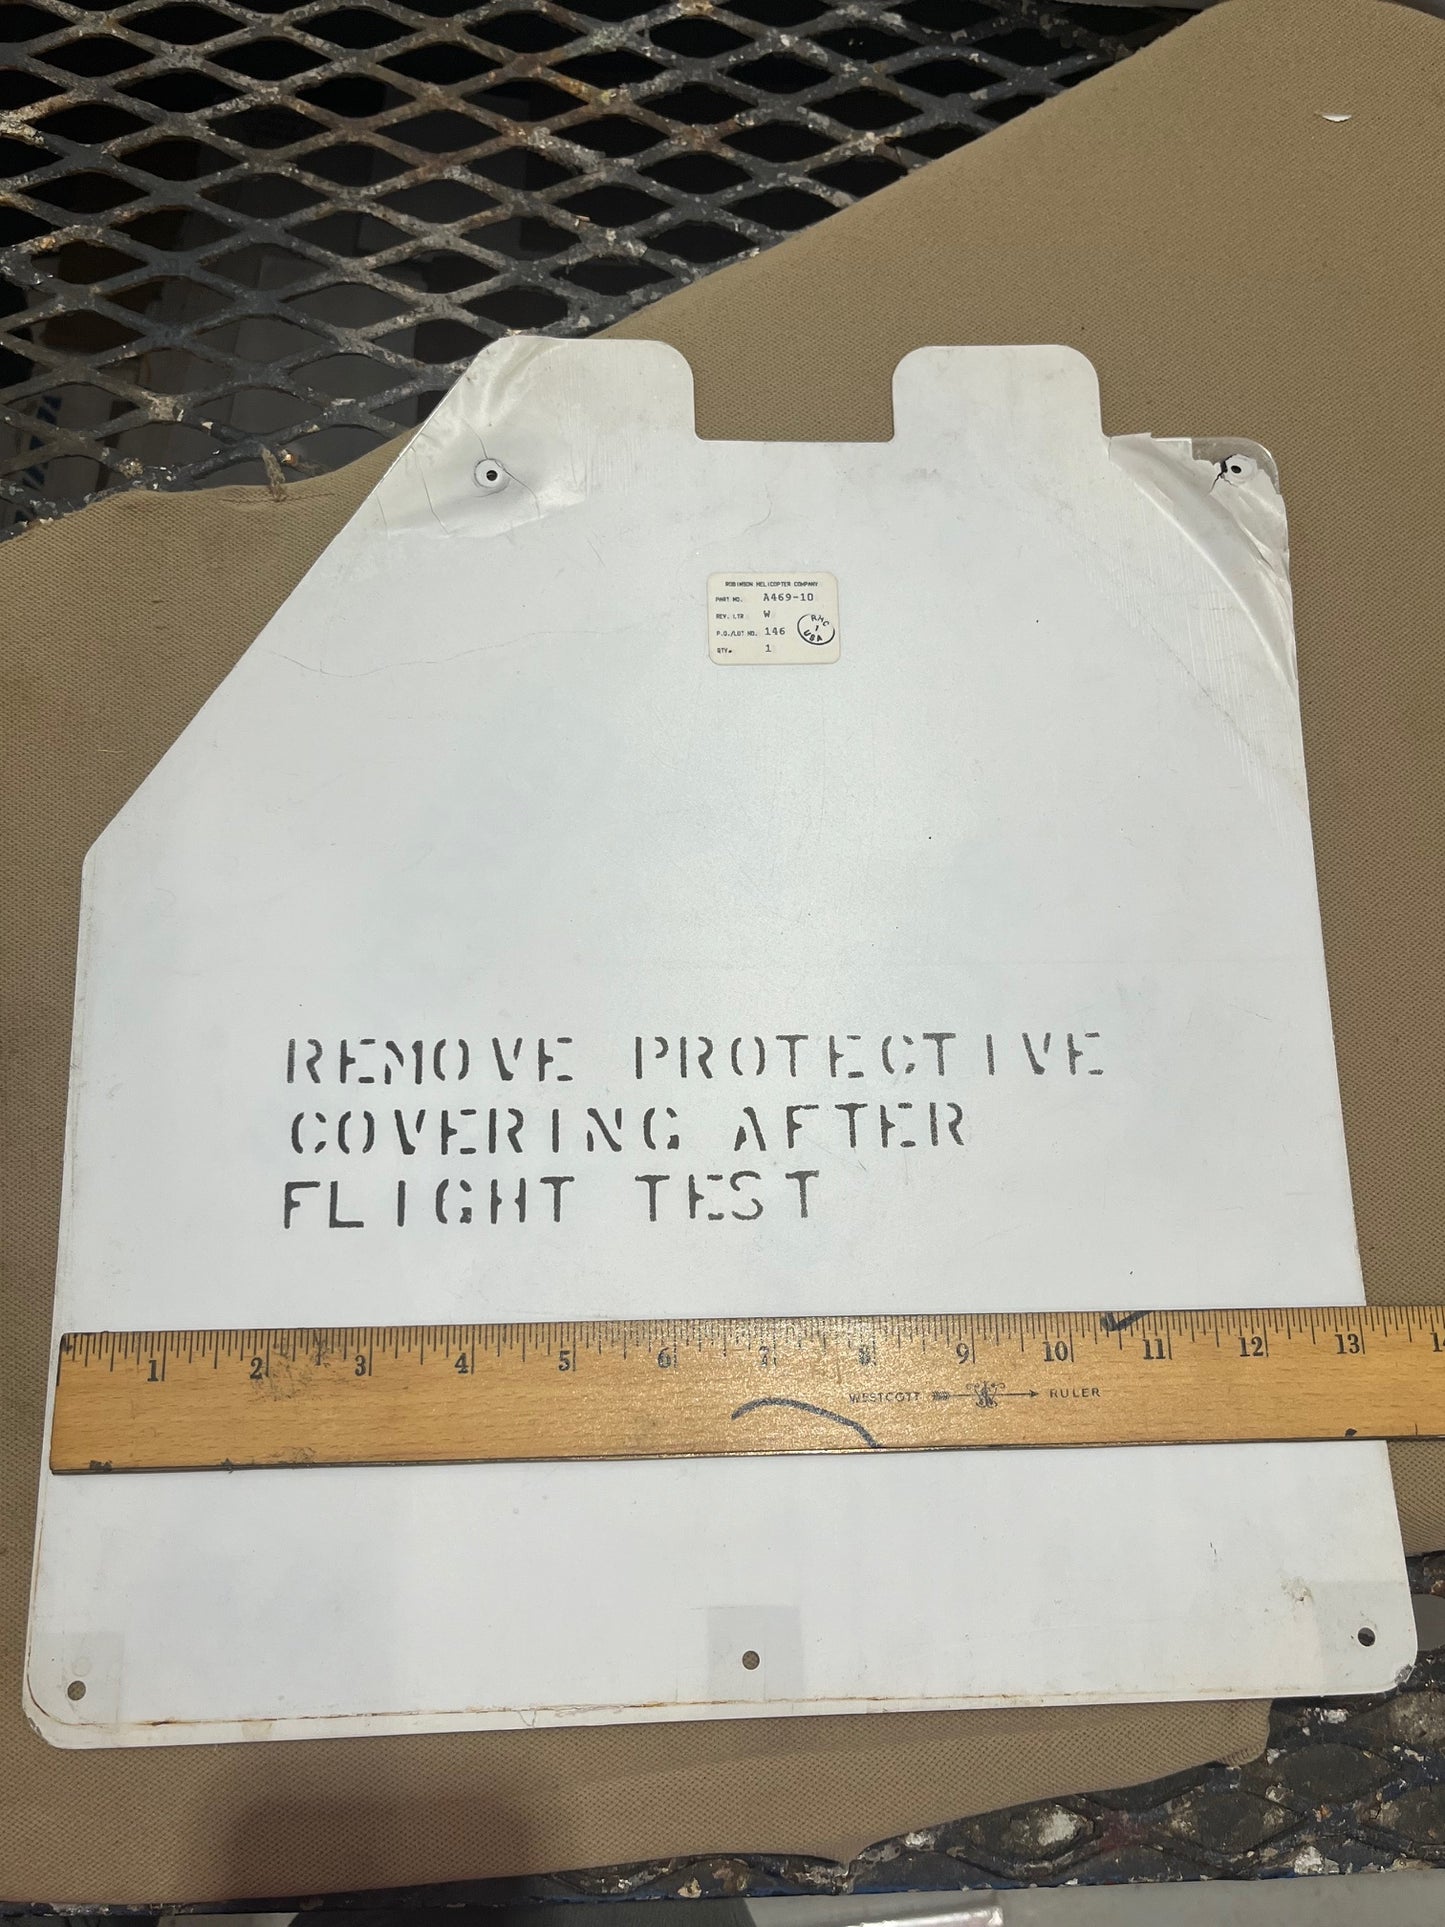 ROBINSON HELICOPTER COMPANY
PART NO. A469-10
REV. LTR W
P.O./LOT NO. 146
QTY. 1
RHC
1
USA
REMOVE PROTECTIVE
COVERING AFTER
FLIGHT TEST
1 2 3 4 5 6 7 8 9 10 11 12 13 14
WESTCOTT RULER